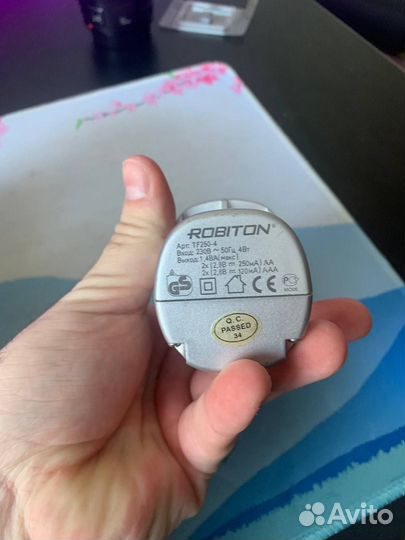 ROBITON®
Арт: TF250-4
Вход: 230В ~ 50Гц, 4Вт
Выход: 1,4ВА(макс)
2x (2,8В ⎓ 250мА) AA
2x (2,8В ⎓ 120мА) AAA
GS
CE
Q.C.
PASSED
34
Avito